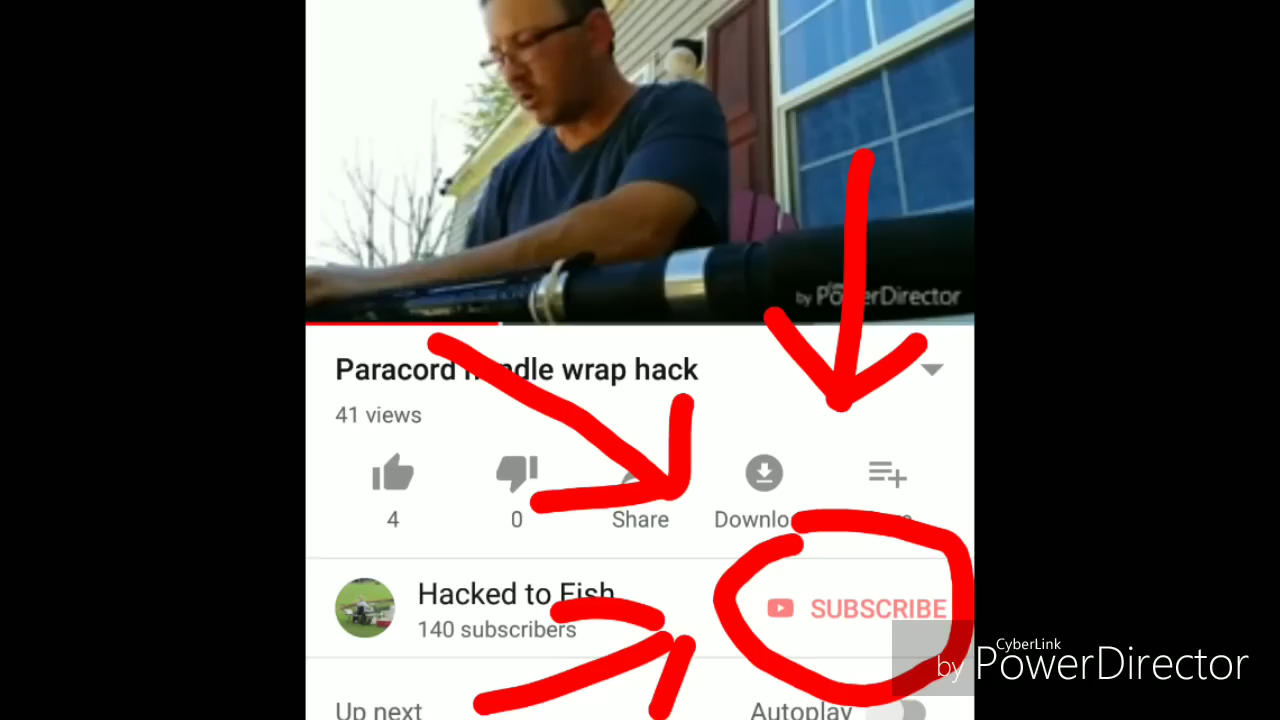 by PowerDirector
Paracord handle wrap hack
41 views
4
0
Share
Downlo
Hacked to Fish
140 subscribers
SUBSCRIBE
CyberLink
by PowerDirector
Up next
Autoplay